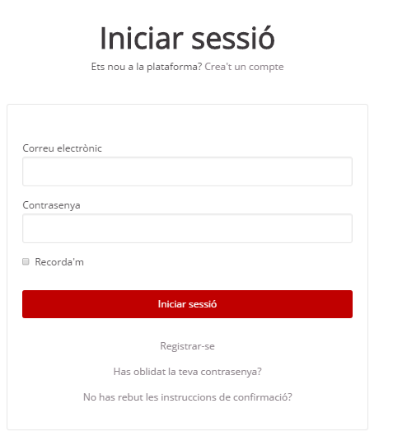 Iniciar sessió
Ets nou a la plataforma? Crea't un compte
Correu electrònic
Contrasenya
Recorda'm
Iniciar sessió
Registrar-se
Has oblidat la teva contrasenya?
No has rebut les instruccions de confirmació?